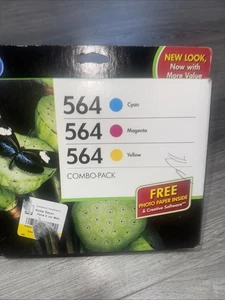 NEW LOOK,
Now with
More Value
564 Cyan
564 Magenta
564 Yellow
COMBO-PACK
FREE
PHOTO PAPER INSIDE
& Creative Software